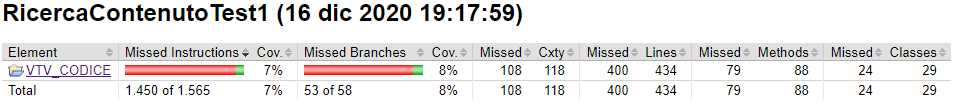 RicercaContenutoTest1 (16 dic 2020 19:17:59)
Element Missed Instructions Cov. Missed Branches Cov. Missed Cxty Missed Lines Missed Methods Missed Classes
VTV_CODICE 7% 8% 108 118 400 434 79 88 24 29
Total 1.450 of 1.565 7% 53 of 58 8% 108 118 400 434 79 88 24 29